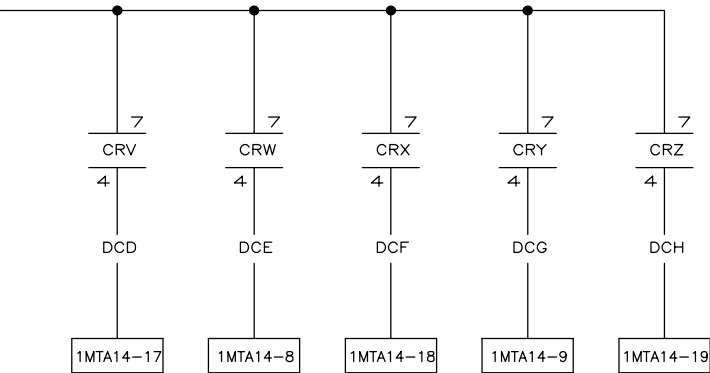 7 7 7 7 7
CRV CRW CRX CRY CRZ
4 4 4 4 4
DCD DCE DCF DCG DCH
1MTA14-17 1MTA14-8 1MTA14-18 1MTA14-9 1MTA14-19